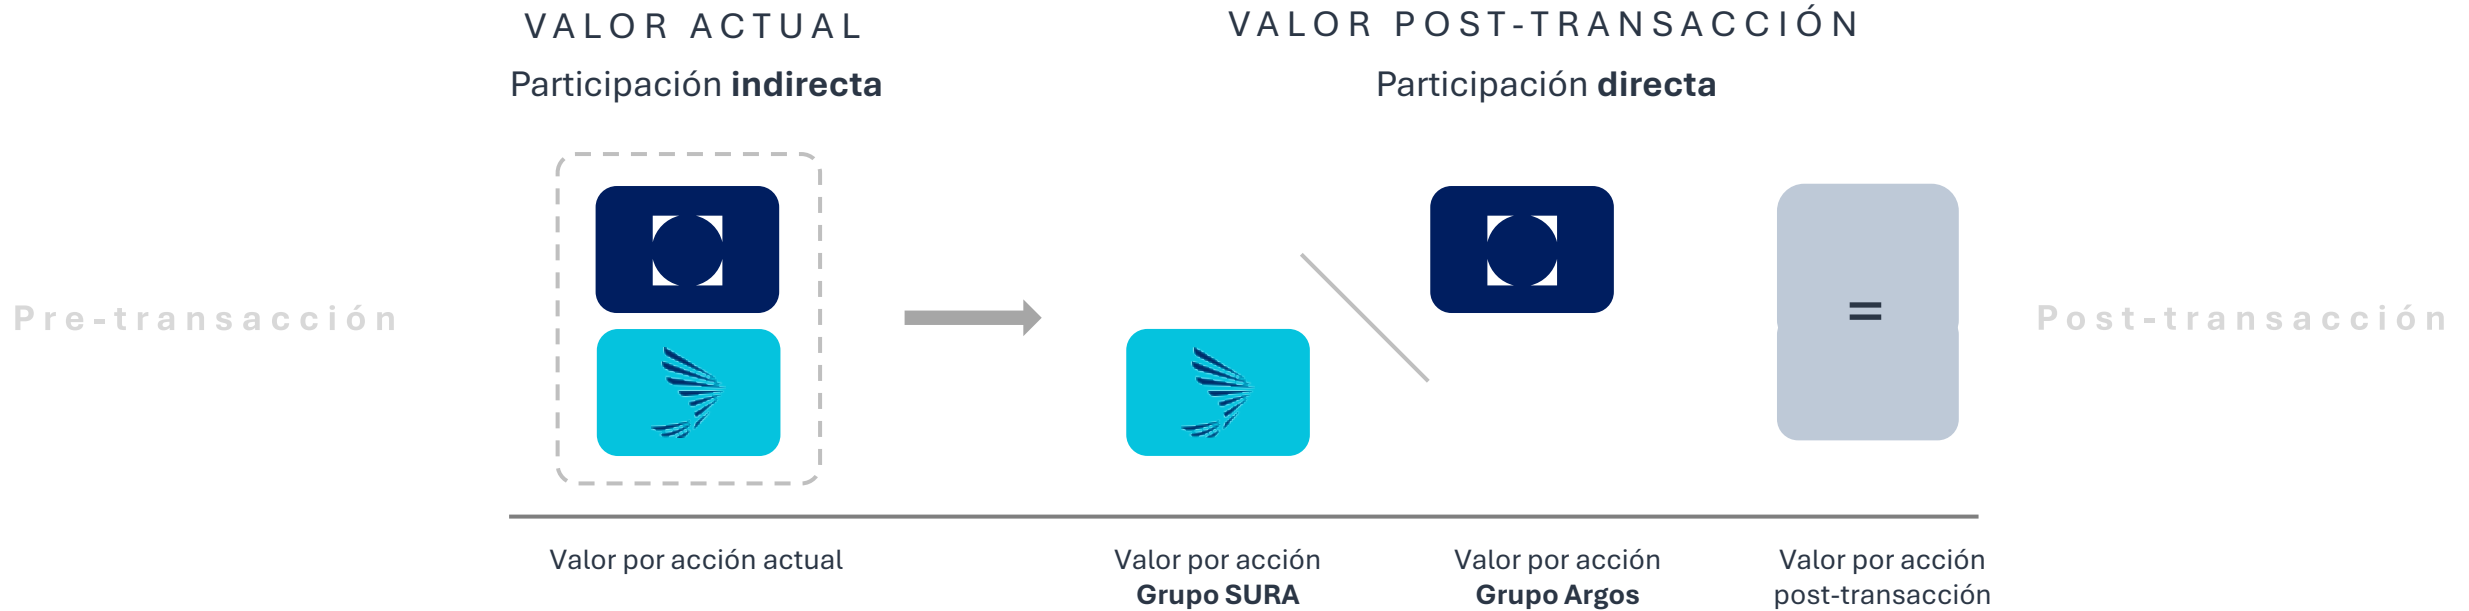 VALOR ACTUAL
Participación indirecta
VALOR POST-TRANSACCIÓN
Participación directa
Pre-transacción
=
Post-transacción
Valor por acción actual
Valor por acción
Grupo SURA
Valor por acción
Grupo Argos
Valor por acción
post-transacción